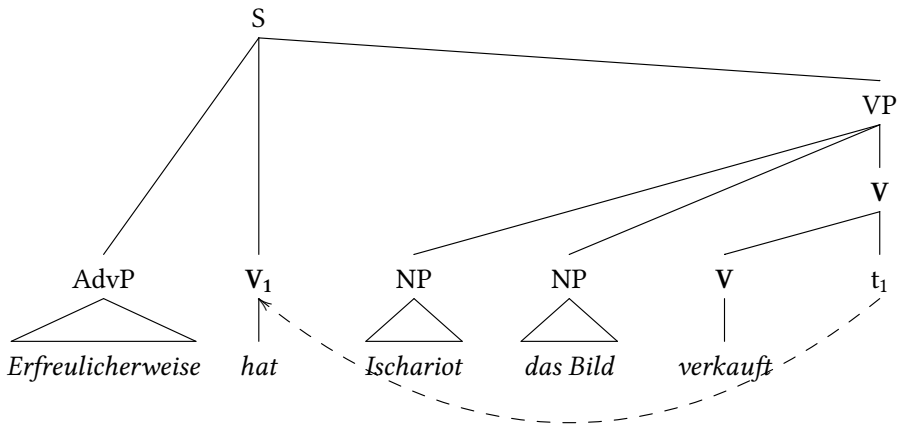 S
VP
V
AdvP V₁ NP NP V t₁
Erfreulicherweise hat Ischariot das Bild verkauft